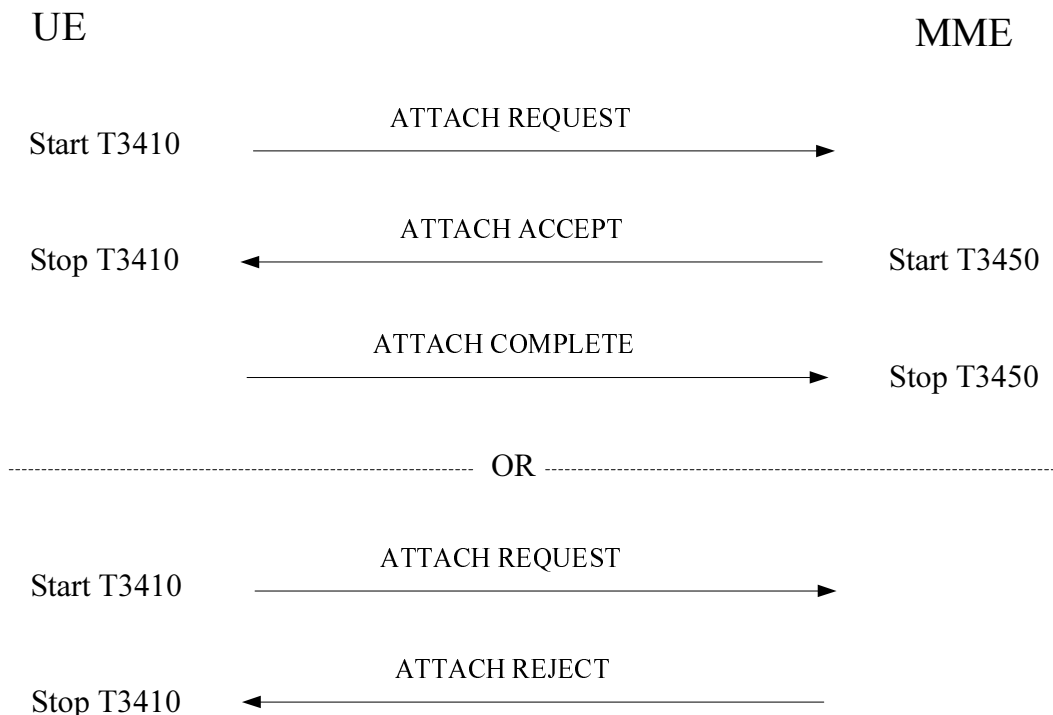 UE
MME
ATTACH REQUEST
Start T3410
ATTACH ACCEPT
Stop T3410
Start T3450
ATTACH COMPLETE
Stop T3450
OR
ATTACH REQUEST
Start T3410
ATTACH REJECT
Stop T3410